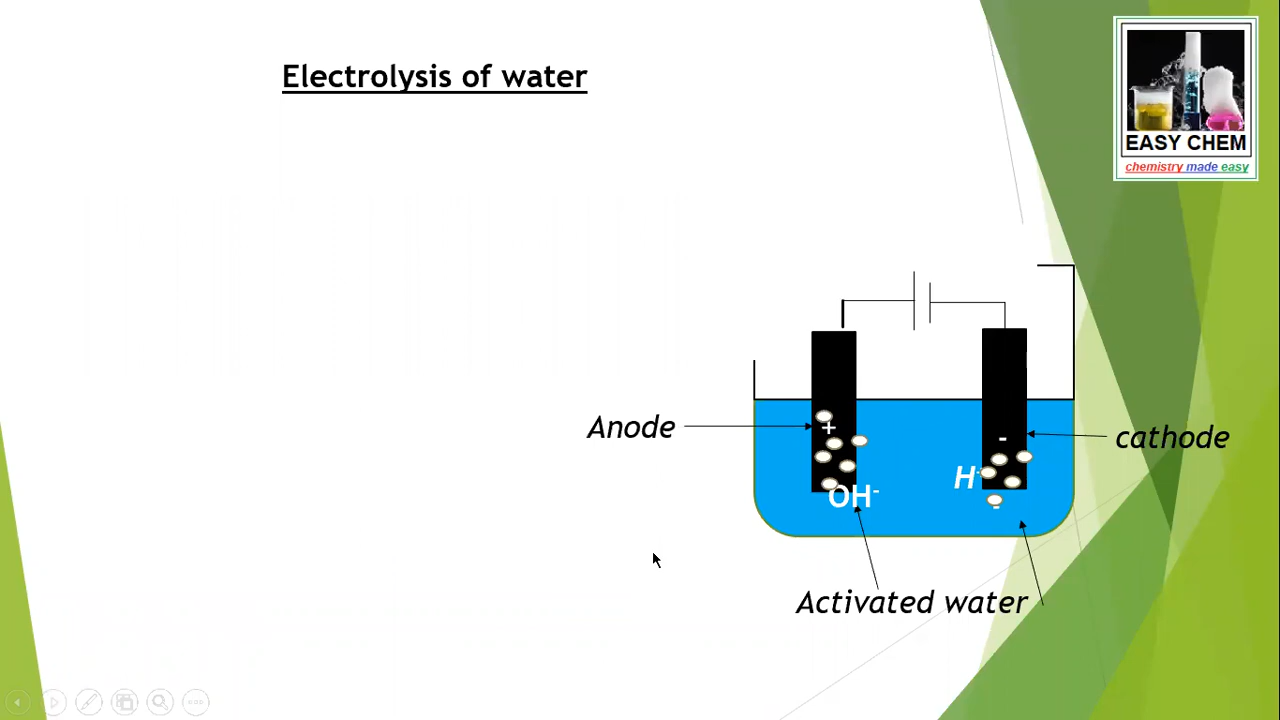 Electrolysis of water
EASY CHEM
chemistry made easy
Anode
+
-
cathode
H-
OH-
-
Activated water